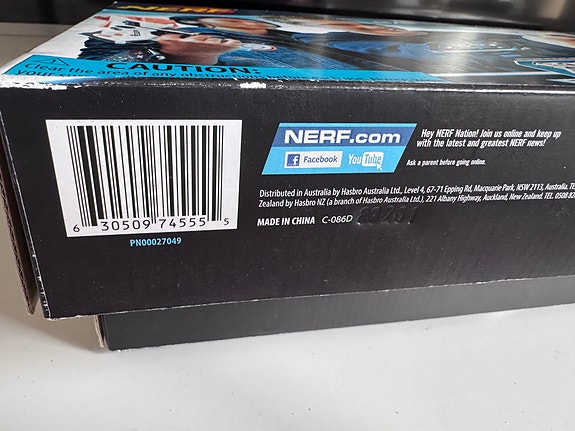 NERF
CAUTION:
Clear the area of any
NERF.com
Facebook YouTube
Hey NERF Nation! Join us online and keep up
with the latest and greatest NERF news!
Ask a parent before going online.
Distributed in Australia by Hasbro Australia Ltd., Level 4, 67-71 Epping Rd, Macquarie Park, NSW 2113, Australia.
Zealand by Hasbro NZ (a branch of Hasbro Australia Ltd.), 221 Albany Highway, Auckland, New Zealand. TEL. 0508
MADE IN CHINA C-086D
6 30509 74555 5
PN00027049